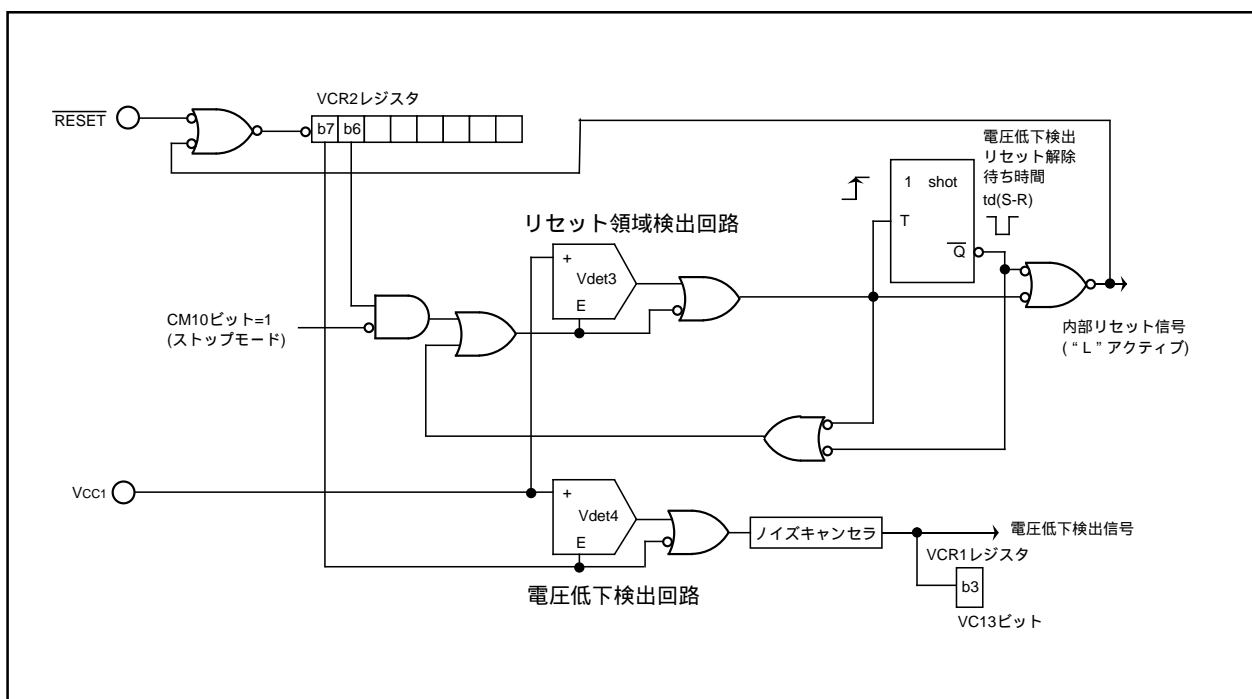 VCR2レジスタ
RESET
b7 b6
電圧低下検出
リセット解除
待ち時間
td(S-R)
1 shot
T
Q
リセット領域検出回路
+
Vdet3
E
CM10ビット=1
(ストップモード)
内部リセット信号
( “ L ” アクティブ)
VCC1
+
Vdet4
E
ノイズキャンセラ
電圧低下検出信号
VCR1レジスタ
b3
VC13ビット
電圧低下検出回路